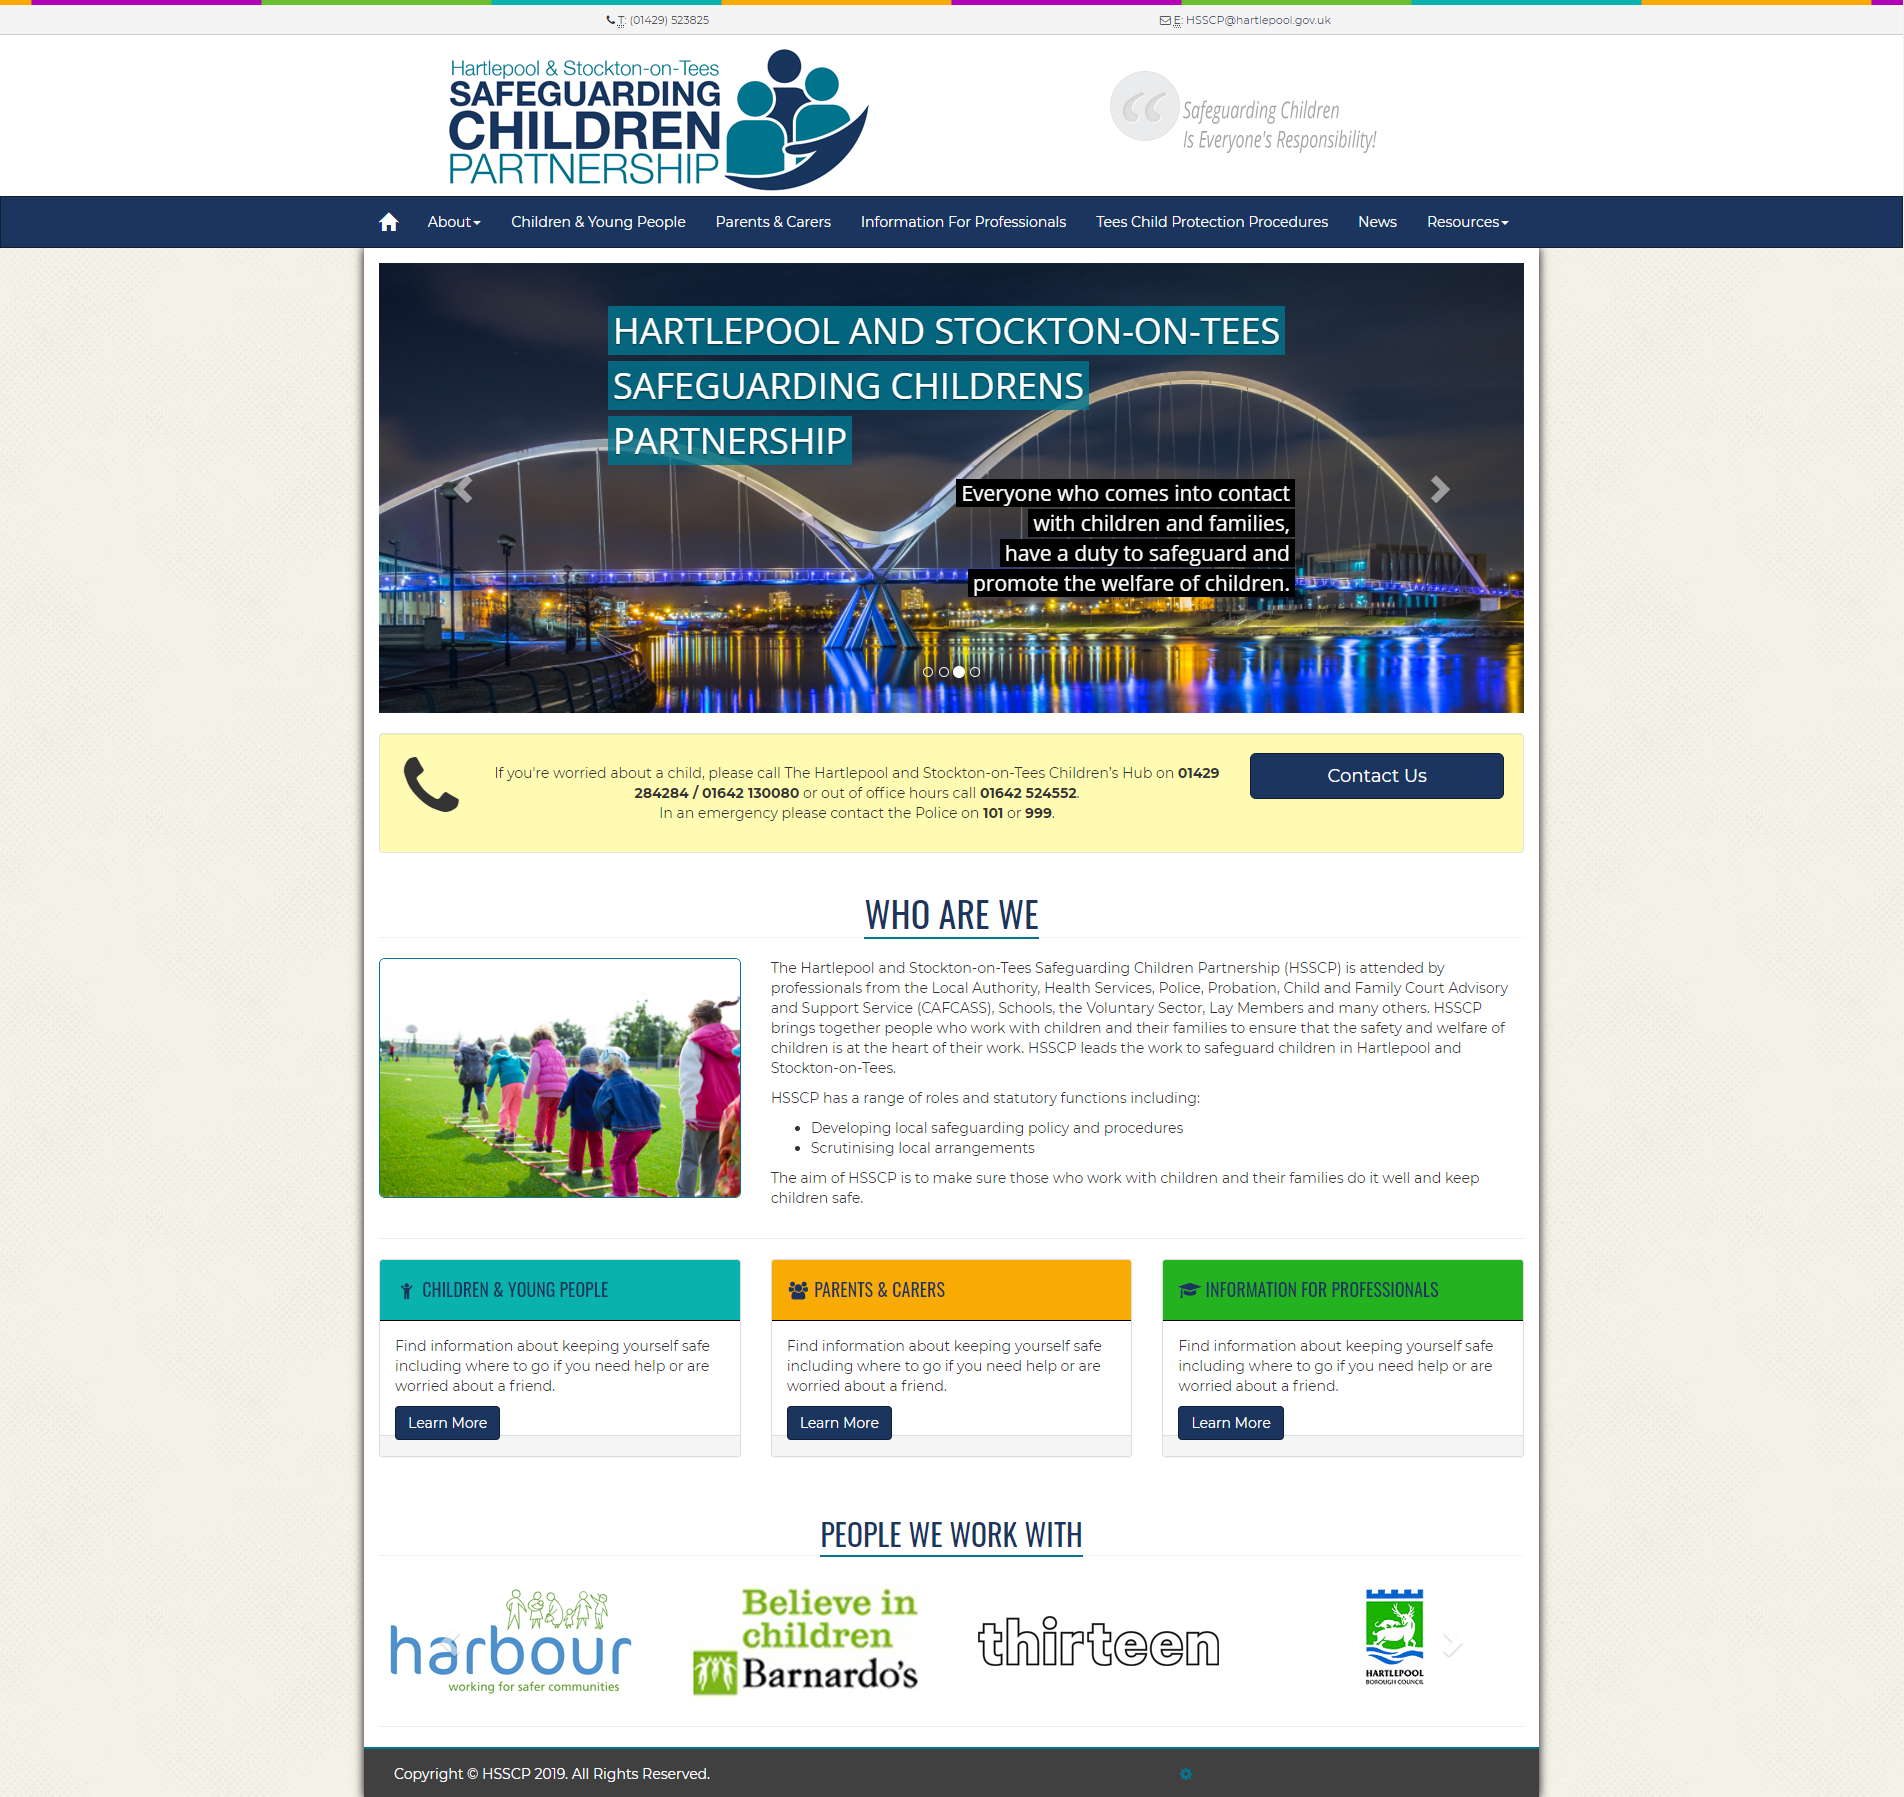 T: (01429) 523825
E: HSSCP@hartlepool.gov.uk
Hartlepool & Stockton-on-Tees
SAFEGUARDING
CHILDREN
PARTNERSHIP
Safeguarding Children
Is Everyone's Responsibility!
About
Children & Young People
Parents & Carers
Information For Professionals
Tees Child Protection Procedures
News
Resources
HARTLEPOOL AND STOCKTON-ON-TEES
SAFEGUARDING CHILDRENS
PARTNERSHIP
Everyone who comes into contact
with children and families,
have a duty to safeguard and
promote the welfare of children.
If you're worried about a child, please call The Hartlepool and Stockton-on-Tees Children's Hub on 01429
284284 / 01642 130080 or out of office hours call 01642 524552.
In an emergency please contact the Police on 101 or 999.
Contact Us
WHO ARE WE
The Hartlepool and Stockton-on-Tees Safeguarding Children Partnership (HSSCP) is attended by
professionals from the Local Authority, Health Services, Police, Probation, Child and Family Court Advisory
and Support Service (CAFCASS), Schools, the Voluntary Sector, Lay Members and many others. HSSCP
brings together people who work with children and their families to ensure that the safety and welfare of
children is at the heart of their work. HSSCP leads the work to safeguard children in Hartlepool and
Stockton-on-Tees.
HSSCP has a range of roles and statutory functions including:
• Developing local safeguarding policy and procedures
• Scrutinising local arrangements
The aim of HSSCP is to make sure those who work with children and their families do it well and keep
children safe.
CHILDREN & YOUNG PEOPLE
Find information about keeping yourself safe
including where to go if you need help or are
worried about a friend.
Learn More
PARENTS & CARERS
Find information about keeping yourself safe
including where to go if you need help or are
worried about a friend.
Learn More
INFORMATION FOR PROFESSIONALS
Find information about keeping yourself safe
including where to go if you need help or are
worried about a friend.
Learn More
PEOPLE WE WORK WITH
harbour
working for safer communities
Believe in
children
Barnardo's
thirteen
HARTLEPOOL
BOROUGH COUNCIL
Copyright © HSSCP 2019. All Rights Reserved.